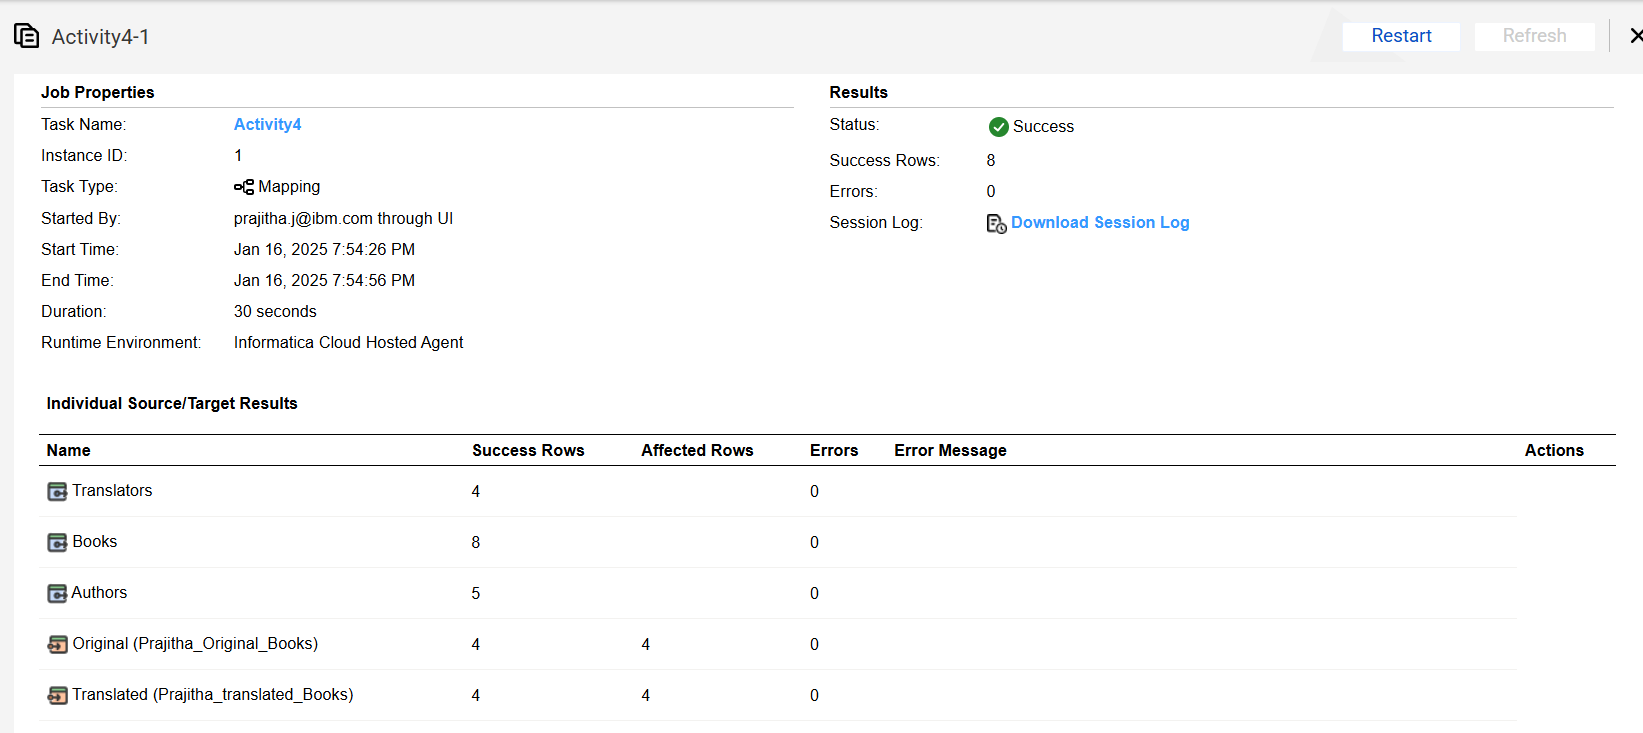 Activity4-1
Restart
Refresh
Job Properties
Task Name: Activity4
Instance ID: 1
Task Type: Mapping
Started By: prajitha.j@ibm.com through UI
Start Time: Jan 16, 2025 7:54:26 PM
End Time: Jan 16, 2025 7:54:56 PM
Duration: 30 seconds
Runtime Environment: Informatica Cloud Hosted Agent
Results
Status: Success
Success Rows: 8
Errors: 0
Session Log: Download Session Log
Individual Source/Target Results
Name Success Rows Affected Rows Errors Error Message Actions
Translators 4 0
Books 8 0
Authors 5 0
Original (Prajitha_Original_Books) 4 4 0
Translated (Prajitha_translated_Books) 4 4 0